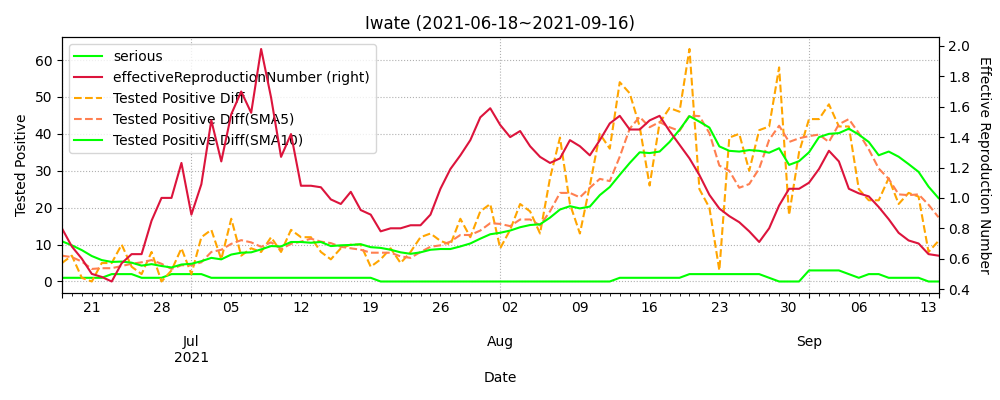 Iwate (2021-06-18~2021-09-16)
serious
effectiveReproductionNumber (right)
Tested Positive Diff
Tested Positive Diff(SMA5)
Tested Positive Diff(SMA10)
Tested Positive
60
50
40
30
20
10
0
2.0
1.8
1.6
1.4
1.2
1.0
0.8
0.6
0.4
Effective Reproduction Number
21 28 05 12 19 26 02 09 16 23 30 06 13
Jul Aug Sep
2021
Date